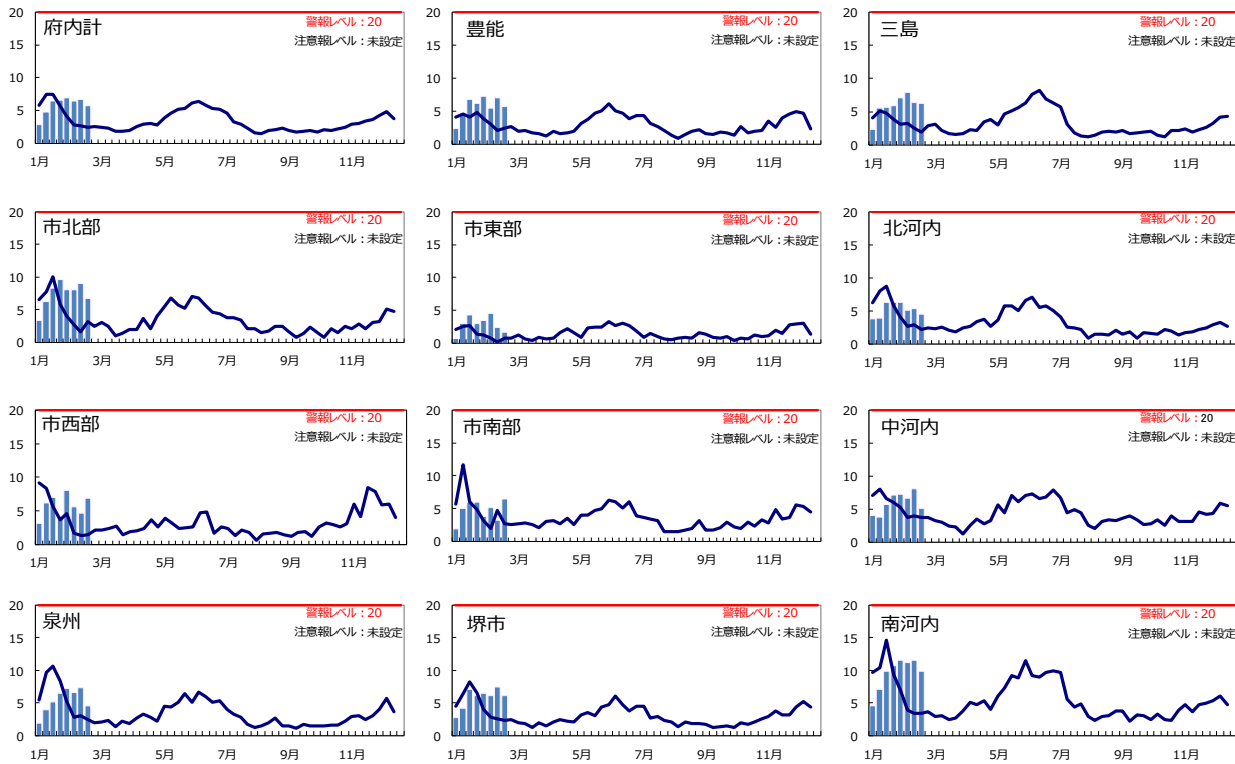 府内計
警報レベル：20
注意報レベル：未設定
20
15
10
5
0
1月 3月 5月 7月 9月 11月
豊能
警報レベル：20
注意報レベル：未設定
20
15
10
5
0
1月 3月 5月 7月 9月 11月
三島
警報レベル：20
注意報レベル：未設定
20
15
10
5
0
1月 3月 5月 7月 9月 11月
市北部
警報レベル：20
注意報レベル：未設定
20
15
10
5
0
1月 3月 5月 7月 9月 11月
市東部
警報レベル：20
注意報レベル：未設定
20
15
10
5
0
1月 3月 5月 7月 9月 11月
北河内
警報レベル：20
注意報レベル：未設定
20
15
10
5
0
1月 3月 5月 7月 9月 11月
市西部
警報レベル：20
注意報レベル：未設定
20
15
10
5
0
1月 3月 5月 7月 9月 11月
市南部
警報レベル：20
注意報レベル：未設定
20
15
10
5
0
1月 3月 5月 7月 9月 11月
中河内
警報レベル：20
注意報レベル：未設定
20
15
10
5
0
1月 3月 5月 7月 9月 11月
泉州
警報レベル：20
注意報レベル：未設定
20
15
10
5
0
1月 3月 5月 7月 9月 11月
堺市
警報レベル：20
注意報レベル：未設定
20
15
10
5
0
1月 3月 5月 7月 9月 11月
南河内
警報レベル：20
注意報レベル：未設定
20
15
10
5
0
1月 3月 5月 7月 9月 11月